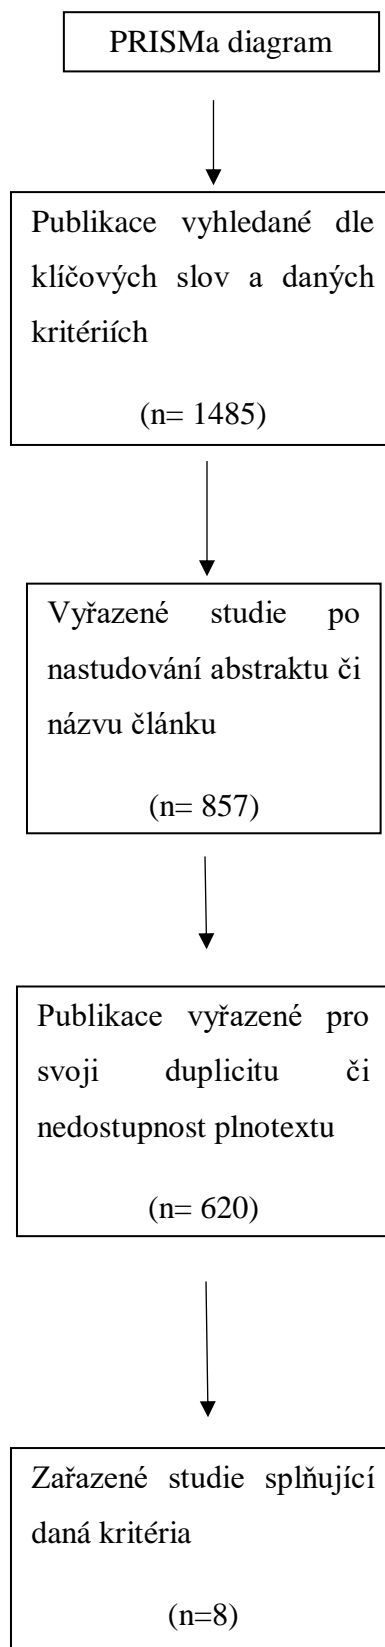 PRISMa diagram
Publikace vyhledané dle
klíčových slov a daných
kritériích
(n= 1485)
Vyřazené studie po
nastudování abstraktu či
názvu článku
(n= 857)
Publikace vyřazené pro
svoji duplicitu či
nedostupnost plnotextu
(n= 620)
Zařazené studie splňující
daná kritéria
(n=8)